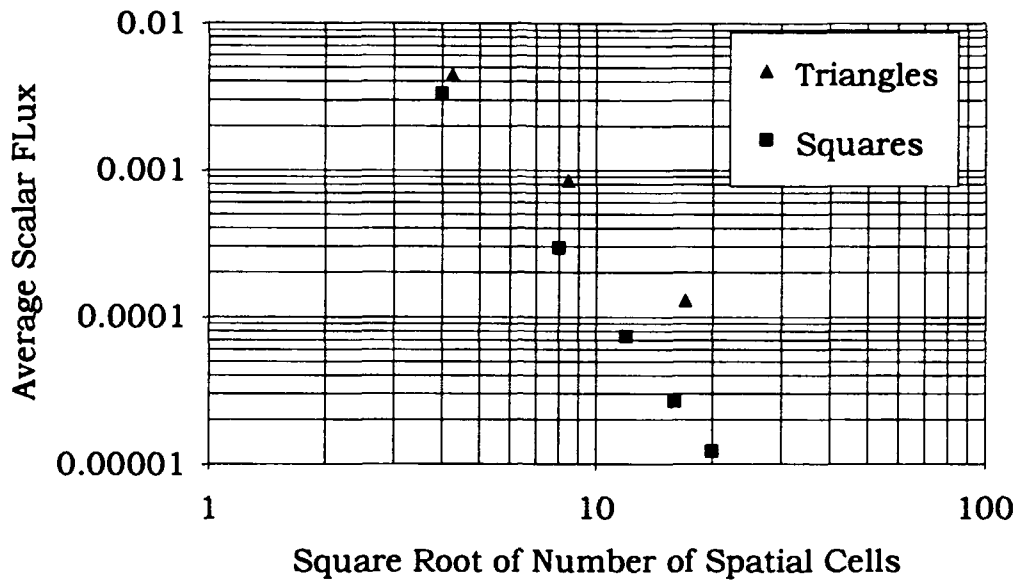 0.01
0.001
0.0001
0.00001
Average Scalar FLux
1
10
100
Square Root of Number of Spatial Cells
Triangles
Squares